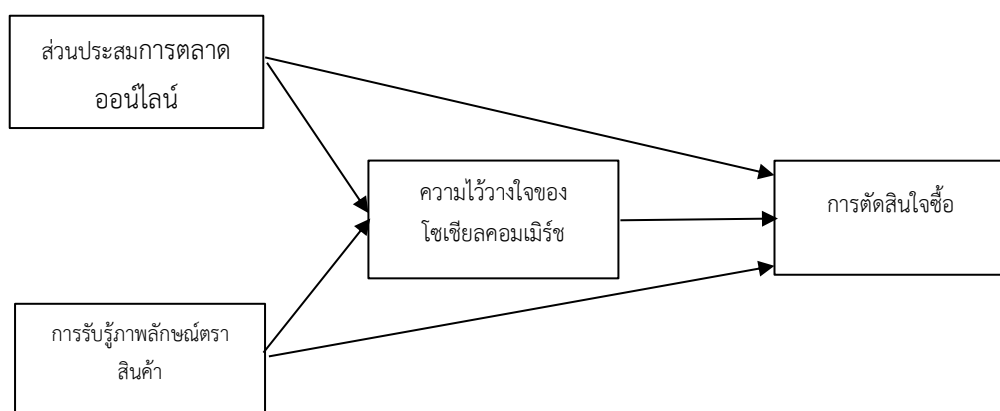 ส่วนประสมการตลาด
ออนไลน์
ความไว้วางใจของ
โซเชียลคอมเมิร์ช
การตัดสินใจซื้อ
การรับรู้ภาพลักษณ์ตรา
สินค้า